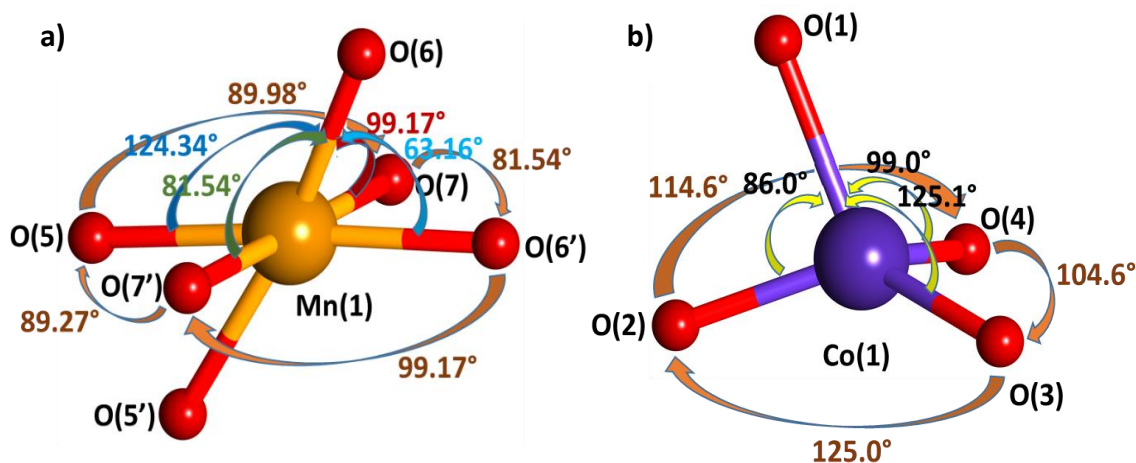 a)
O(6)
89.98°
124.34°
99.17°
63.16°
81.54°
81.54°
O(7)
O(5)
O(6’)
O(7’)
Mn(1)
89.27°
99.17°
O(5’)
b)
O(1)
99.0°
86.0°
125.1°
114.6°
O(4)
104.6°
O(2)
Co(1)
O(3)
125.0°